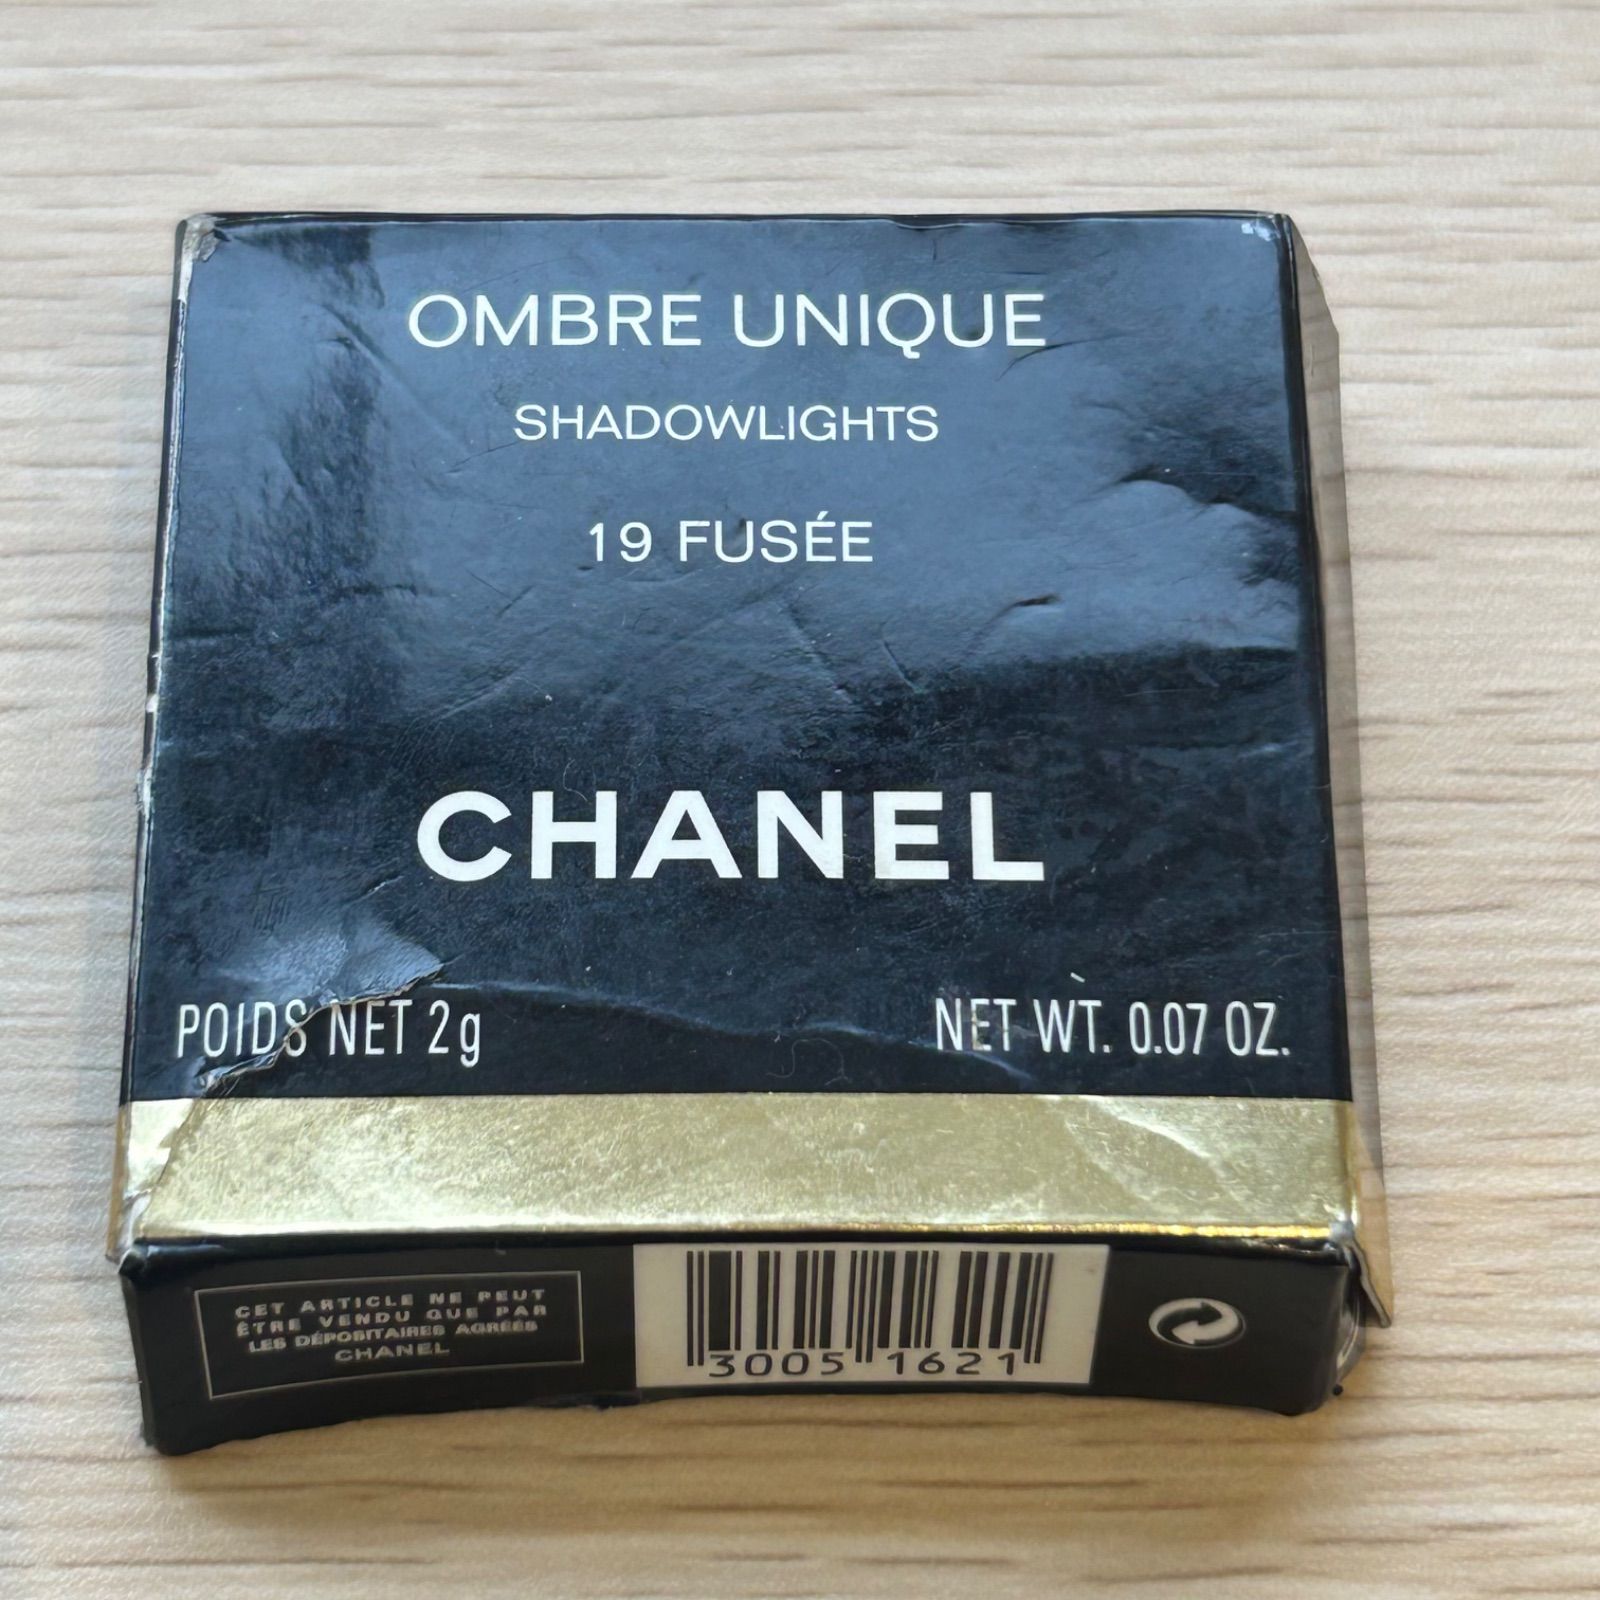 OMBRE UNIQUE
SHADOWLIGHTS
19 FUSÉE
CHANEL
POIDS NET 2g
NET WT. 0.07 OZ.
CET ARTICLE NE PEUT
ÊTRE VENDU QUE PAR
LES DÉPOSITAIRES AGRÉÉS
CHANEL
3005 1621